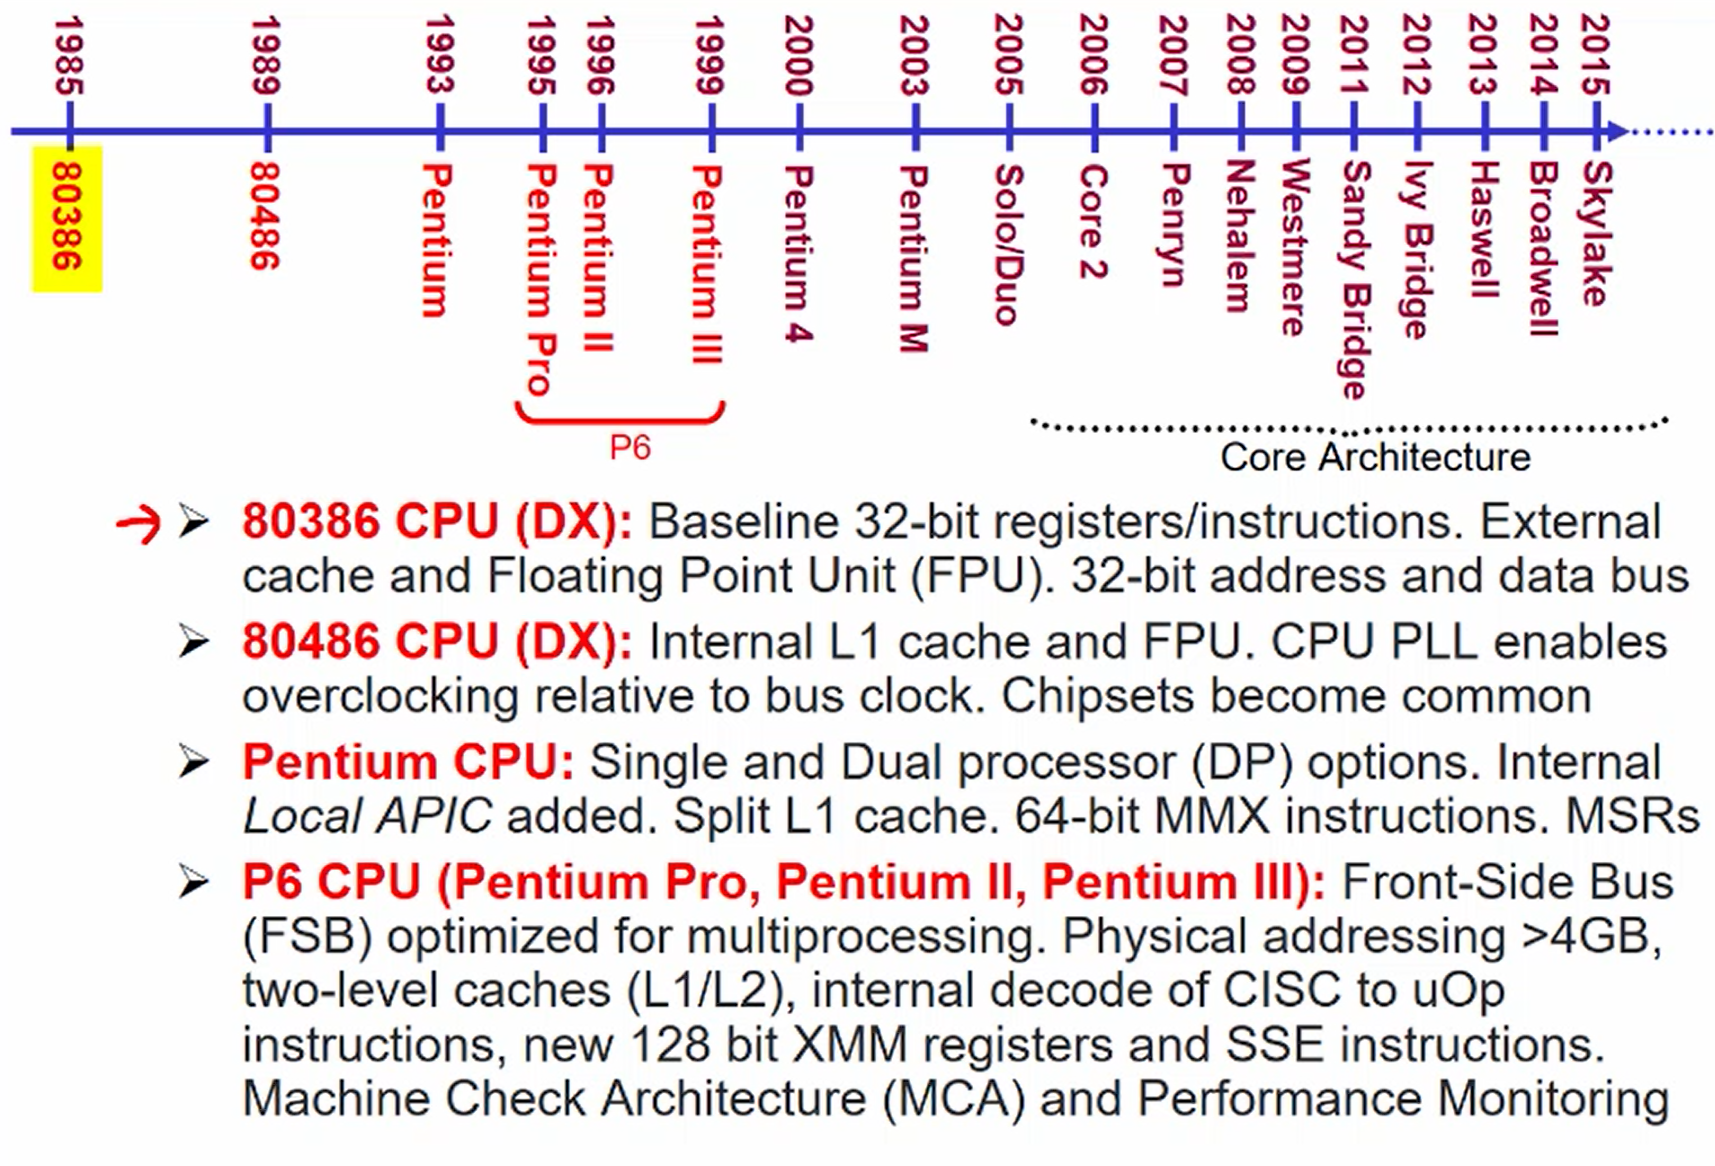 1985
1989
1993
1995
1996
1999
2000
2003
2005
2006
2007
2008
2009
2011
2012
2013
2014
2015
80386
80486
Pentium
Pentium Pro
Pentium II
Pentium III
Pentium 4
Pentium M
Solo/Duo
Core 2
Penryn
Nehalem
Westmere
Sandy Bridge
Ivy Bridge
Haswell
Broadwell
Skylake
P6
Core Architecture
80386 CPU (DX): Baseline 32-bit registers/instructions. External
cache and Floating Point Unit (FPU). 32-bit address and data bus
80486 CPU (DX): Internal L1 cache and FPU. CPU PLL enables
overclocking relative to bus clock. Chipsets become common
Pentium CPU: Single and Dual processor (DP) options. Internal
Local APIC added. Split L1 cache. 64-bit MMX instructions. MSRs
P6 CPU (Pentium Pro, Pentium II, Pentium III): Front-Side Bus
(FSB) optimized for multiprocessing. Physical addressing >4GB,
two-level caches (L1/L2), internal decode of CISC to uOp
instructions, new 128 bit XMM registers and SSE instructions.
Machine Check Architecture (MCA) and Performance Monitoring